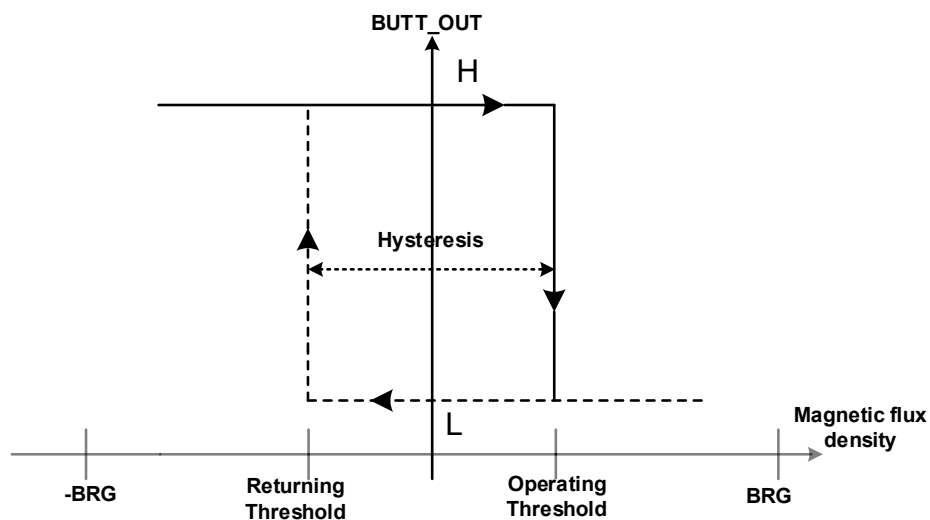 BUTT_OUT
H
Hysteresis
L
Magnetic flux
density
-BRG
Returning
Threshold
Operating
Threshold
BRG